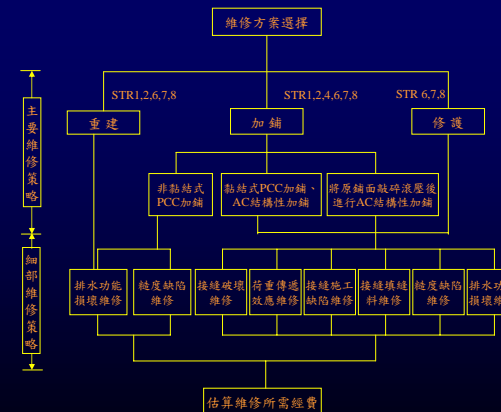 維修方案選擇
STR1,2,6,7,8
STR1,2,4,6,7,8
STR 6,7,8
主要維修策略
重建
加鋪
修護
非黏結式
PCC加鋪
黏結式PCC加鋪、
AC結構性加鋪
將原鋪面敲碎滾壓後
進行AC結構性加鋪
細部維修策略
排水功能
損壞維修
糙度缺陷
維修
接縫破壞
維修
荷重傳遞
效應維修
接縫施工
缺陷維修
接縫填縫
料維修
糙度缺陷
維修
排水功
損壞維
估算維修所需經費